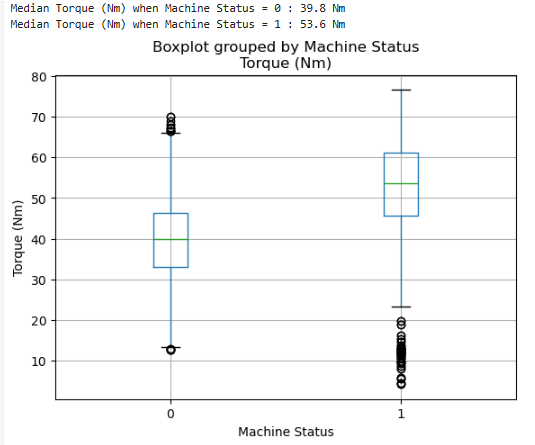 Median Torque (Nm) when Machine Status = 0 : 39.8 Nm
Median Torque (Nm) when Machine Status = 1 : 53.6 Nm
Boxplot grouped by Machine Status
Torque (Nm)
80
70
60
50
40
30
20
10
Torque (Nm)
0 1
Machine Status